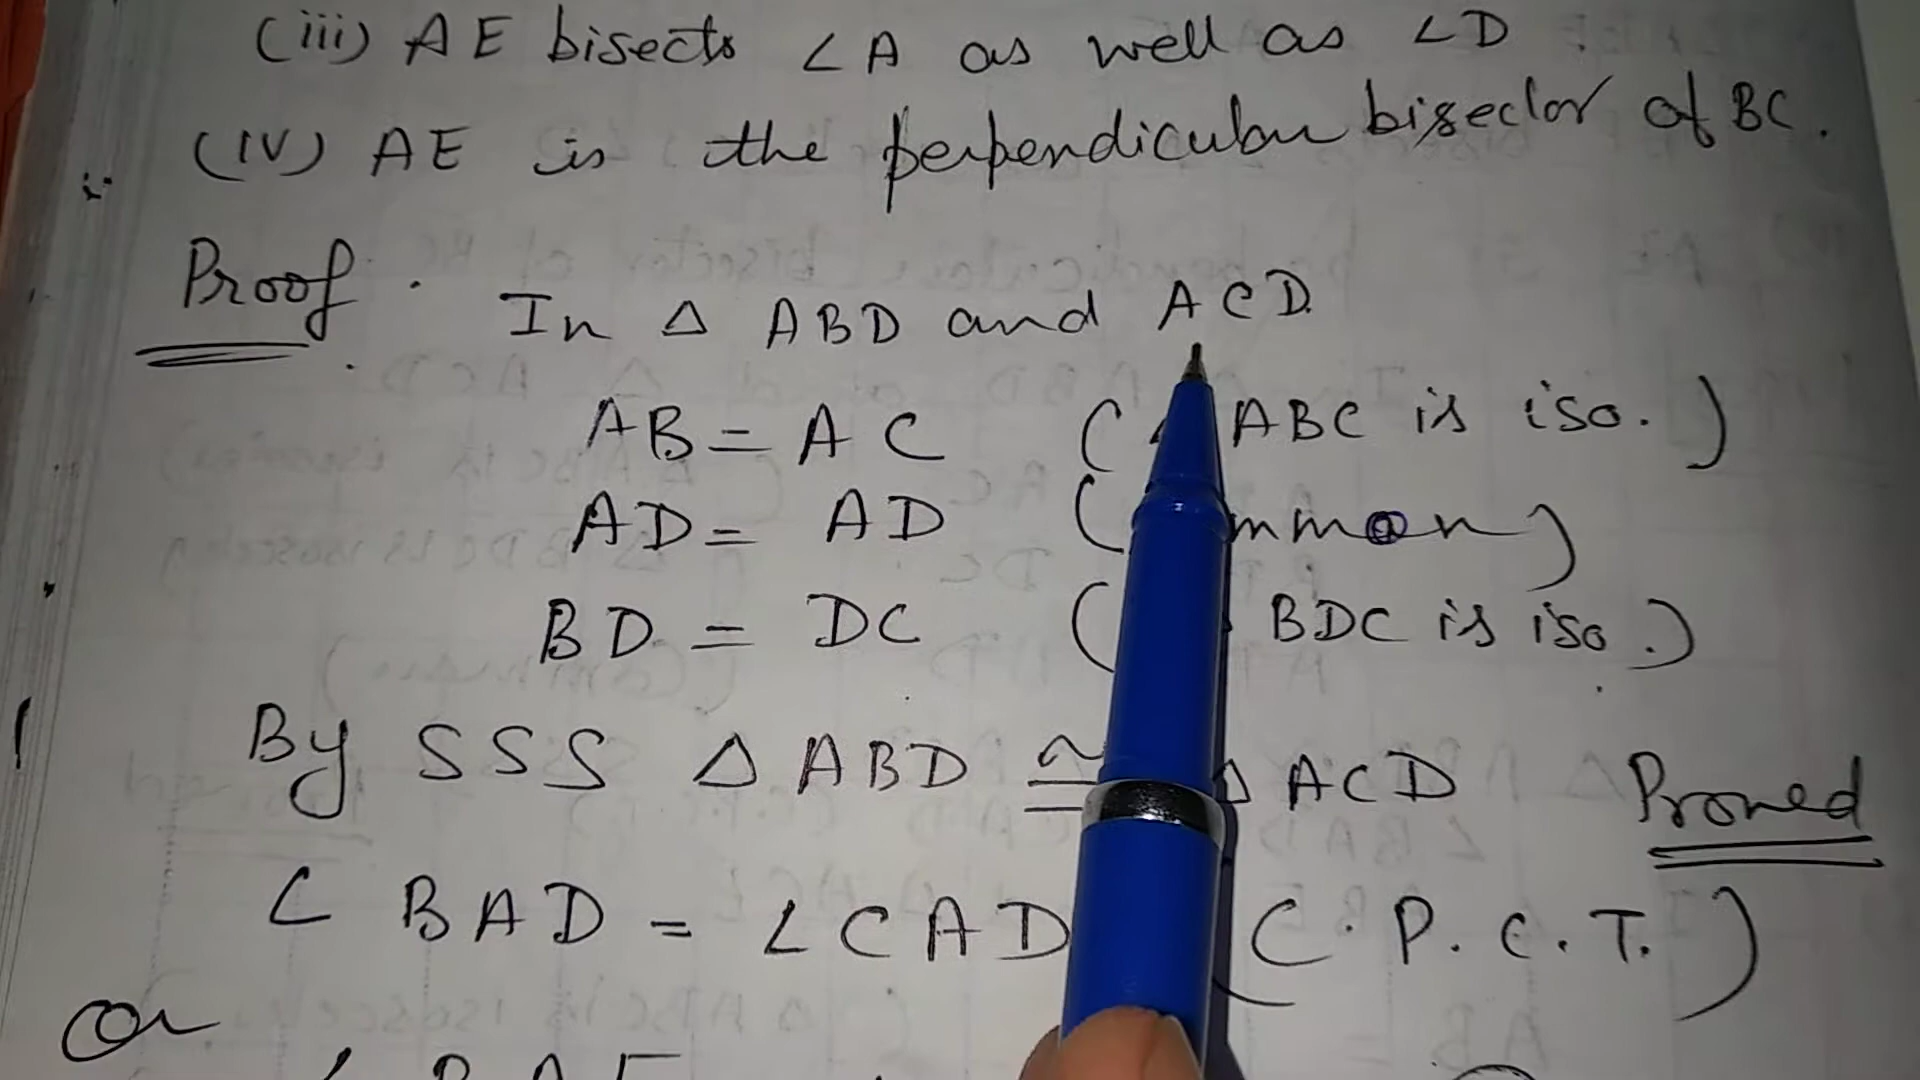 (iii) AE bisects ∠A as well as ∠D.
(IV) AE is the perpendicular bisector of BC.
Proof. In △ ABD and ACD
AB = AC ( ABC is iso.)
AD = AD (
BD = DC ( BDC is iso.)
By SSS △ ABD ≅ △ ACD Proved
∠ BAD = ∠ CAD (C.P.C.T.)
or